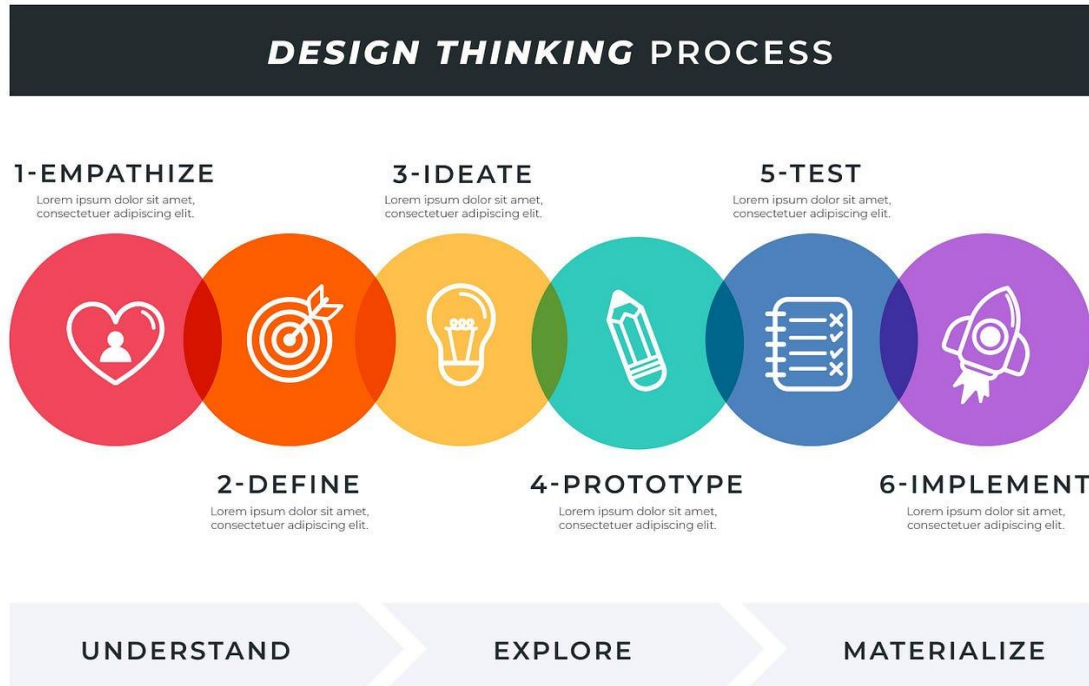 DESIGN THINKING PROCESS
1-EMPATHIZE
Lorem ipsum dolor sit amet,
consectetuer adipiscing elit.
3-IDEATE
Lorem ipsum dolor sit amet,
consectetuer adipiscing elit.
5-TEST
Lorem ipsum dolor sit amet,
consectetuer adipiscing elit.
2-DEFINE
Lorem ipsum dolor sit amet,
consectetuer adipiscing elit.
4-PROTOTYPE
Lorem ipsum dolor sit amet,
consectetuer adipiscing elit.
6-IMPLEMENT
Lorem ipsum dolor sit amet,
consectetuer adipiscing elit.
UNDERSTAND
EXPLORE
MATERIALIZE